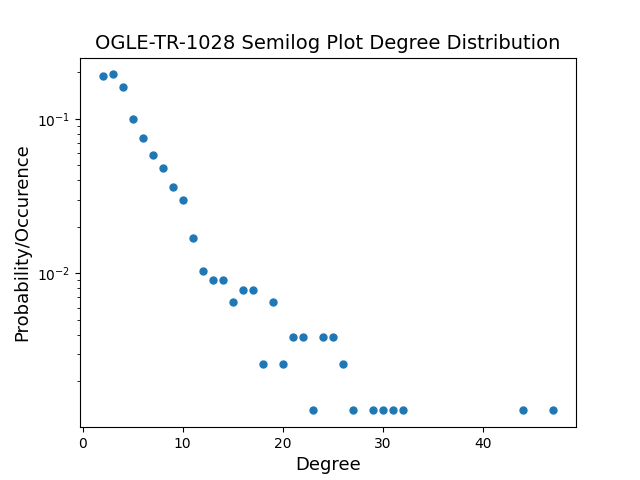 OGLE-TR-1028 Semilog Plot Degree Distribution
Probability/Occurence
10⁻¹
10⁻²
0 10 20 30 40
Degree